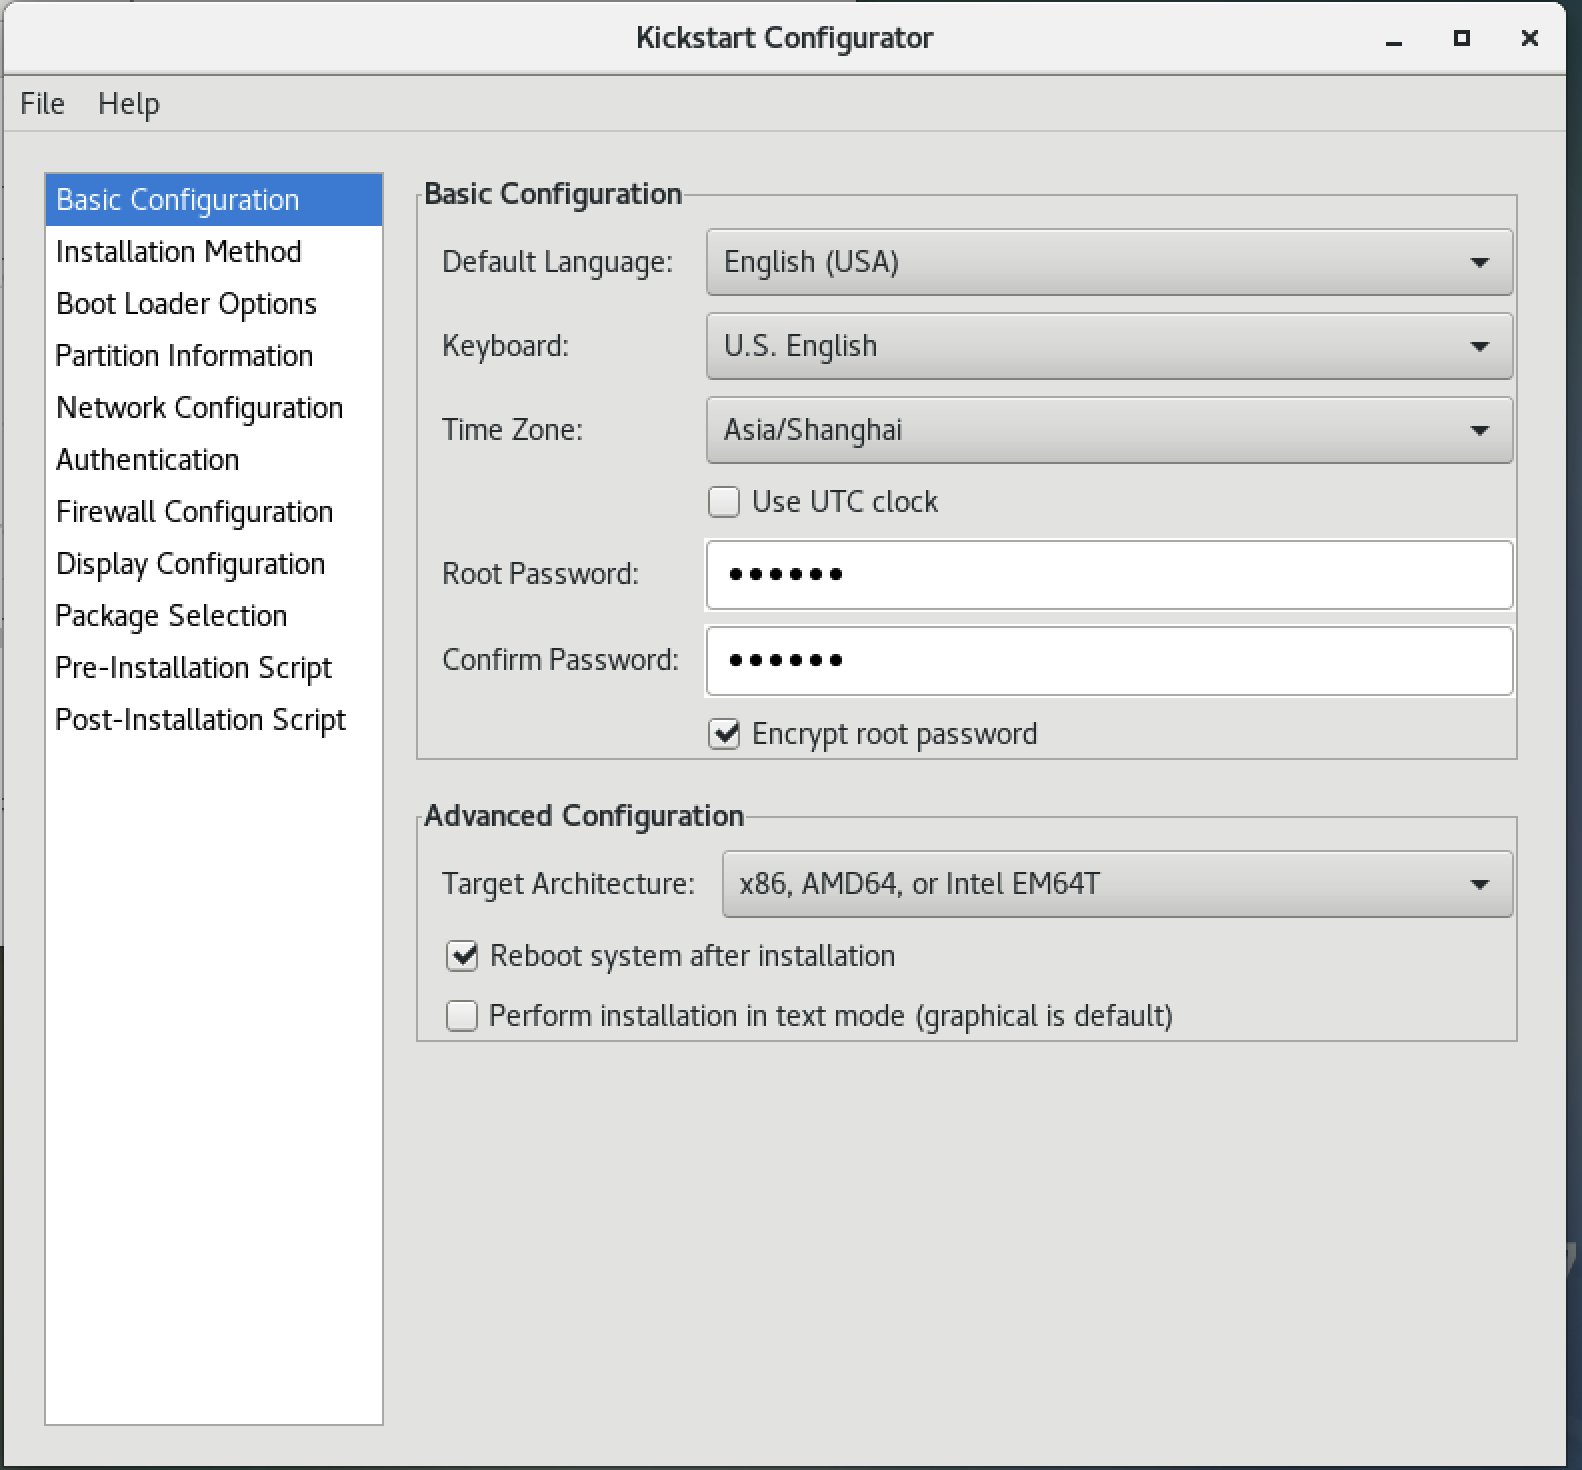 Kickstart Configurator
File Help
Basic Configuration
Installation Method
Boot Loader Options
Partition Information
Network Configuration
Authentication
Firewall Configuration
Display Configuration
Package Selection
Pre-Installation Script
Post-Installation Script
Basic Configuration
Default Language: English (USA)
Keyboard: U.S. English
Time Zone: Asia/Shanghai
Use UTC clock
Root Password: ••••••
Confirm Password: ••••••
Encrypt root password
Advanced Configuration
Target Architecture: x86, AMD64, or Intel EM64T
Reboot system after installation
Perform installation in text mode (graphical is default)